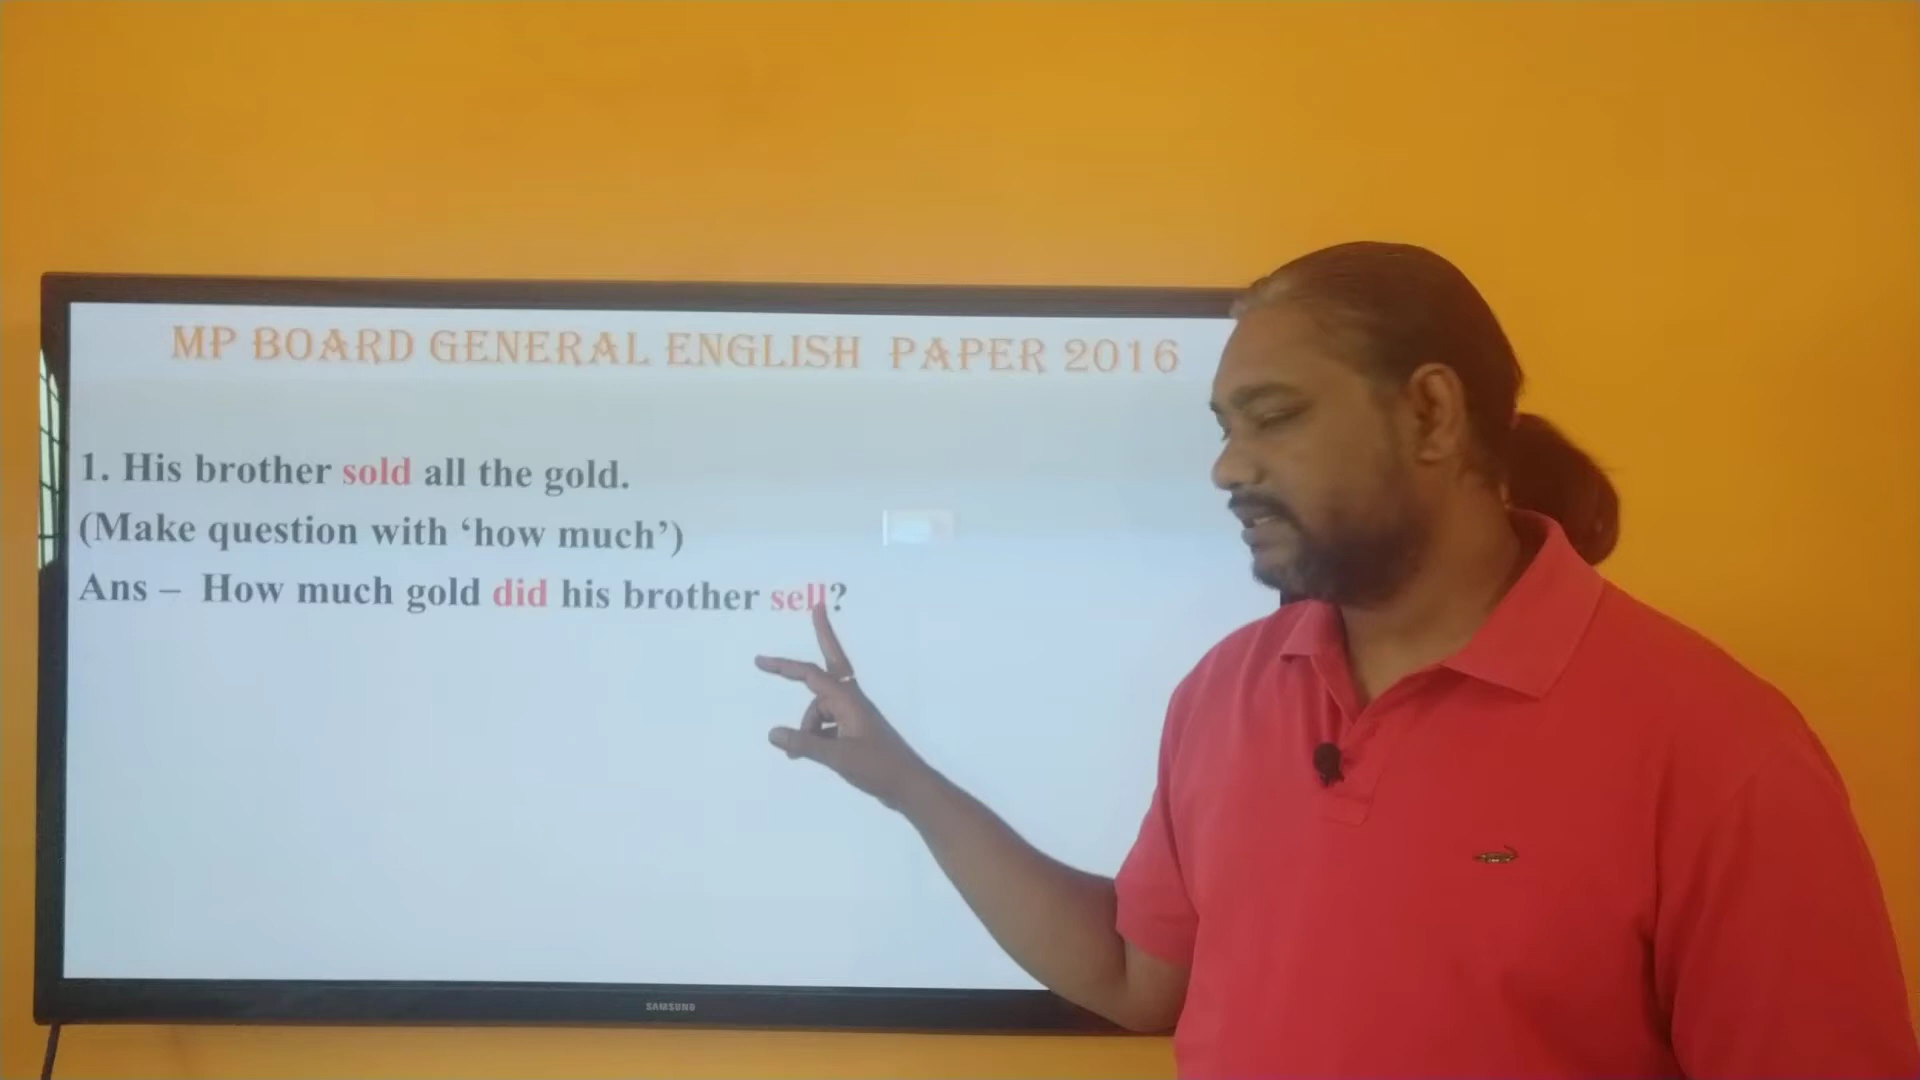 MP BOARD GENERAL ENGLISH PAPER 2016
1. His brother sold all the gold.
(Make question with ‘how much’)
Ans – How much gold did his brother sell?
SAMSUNG